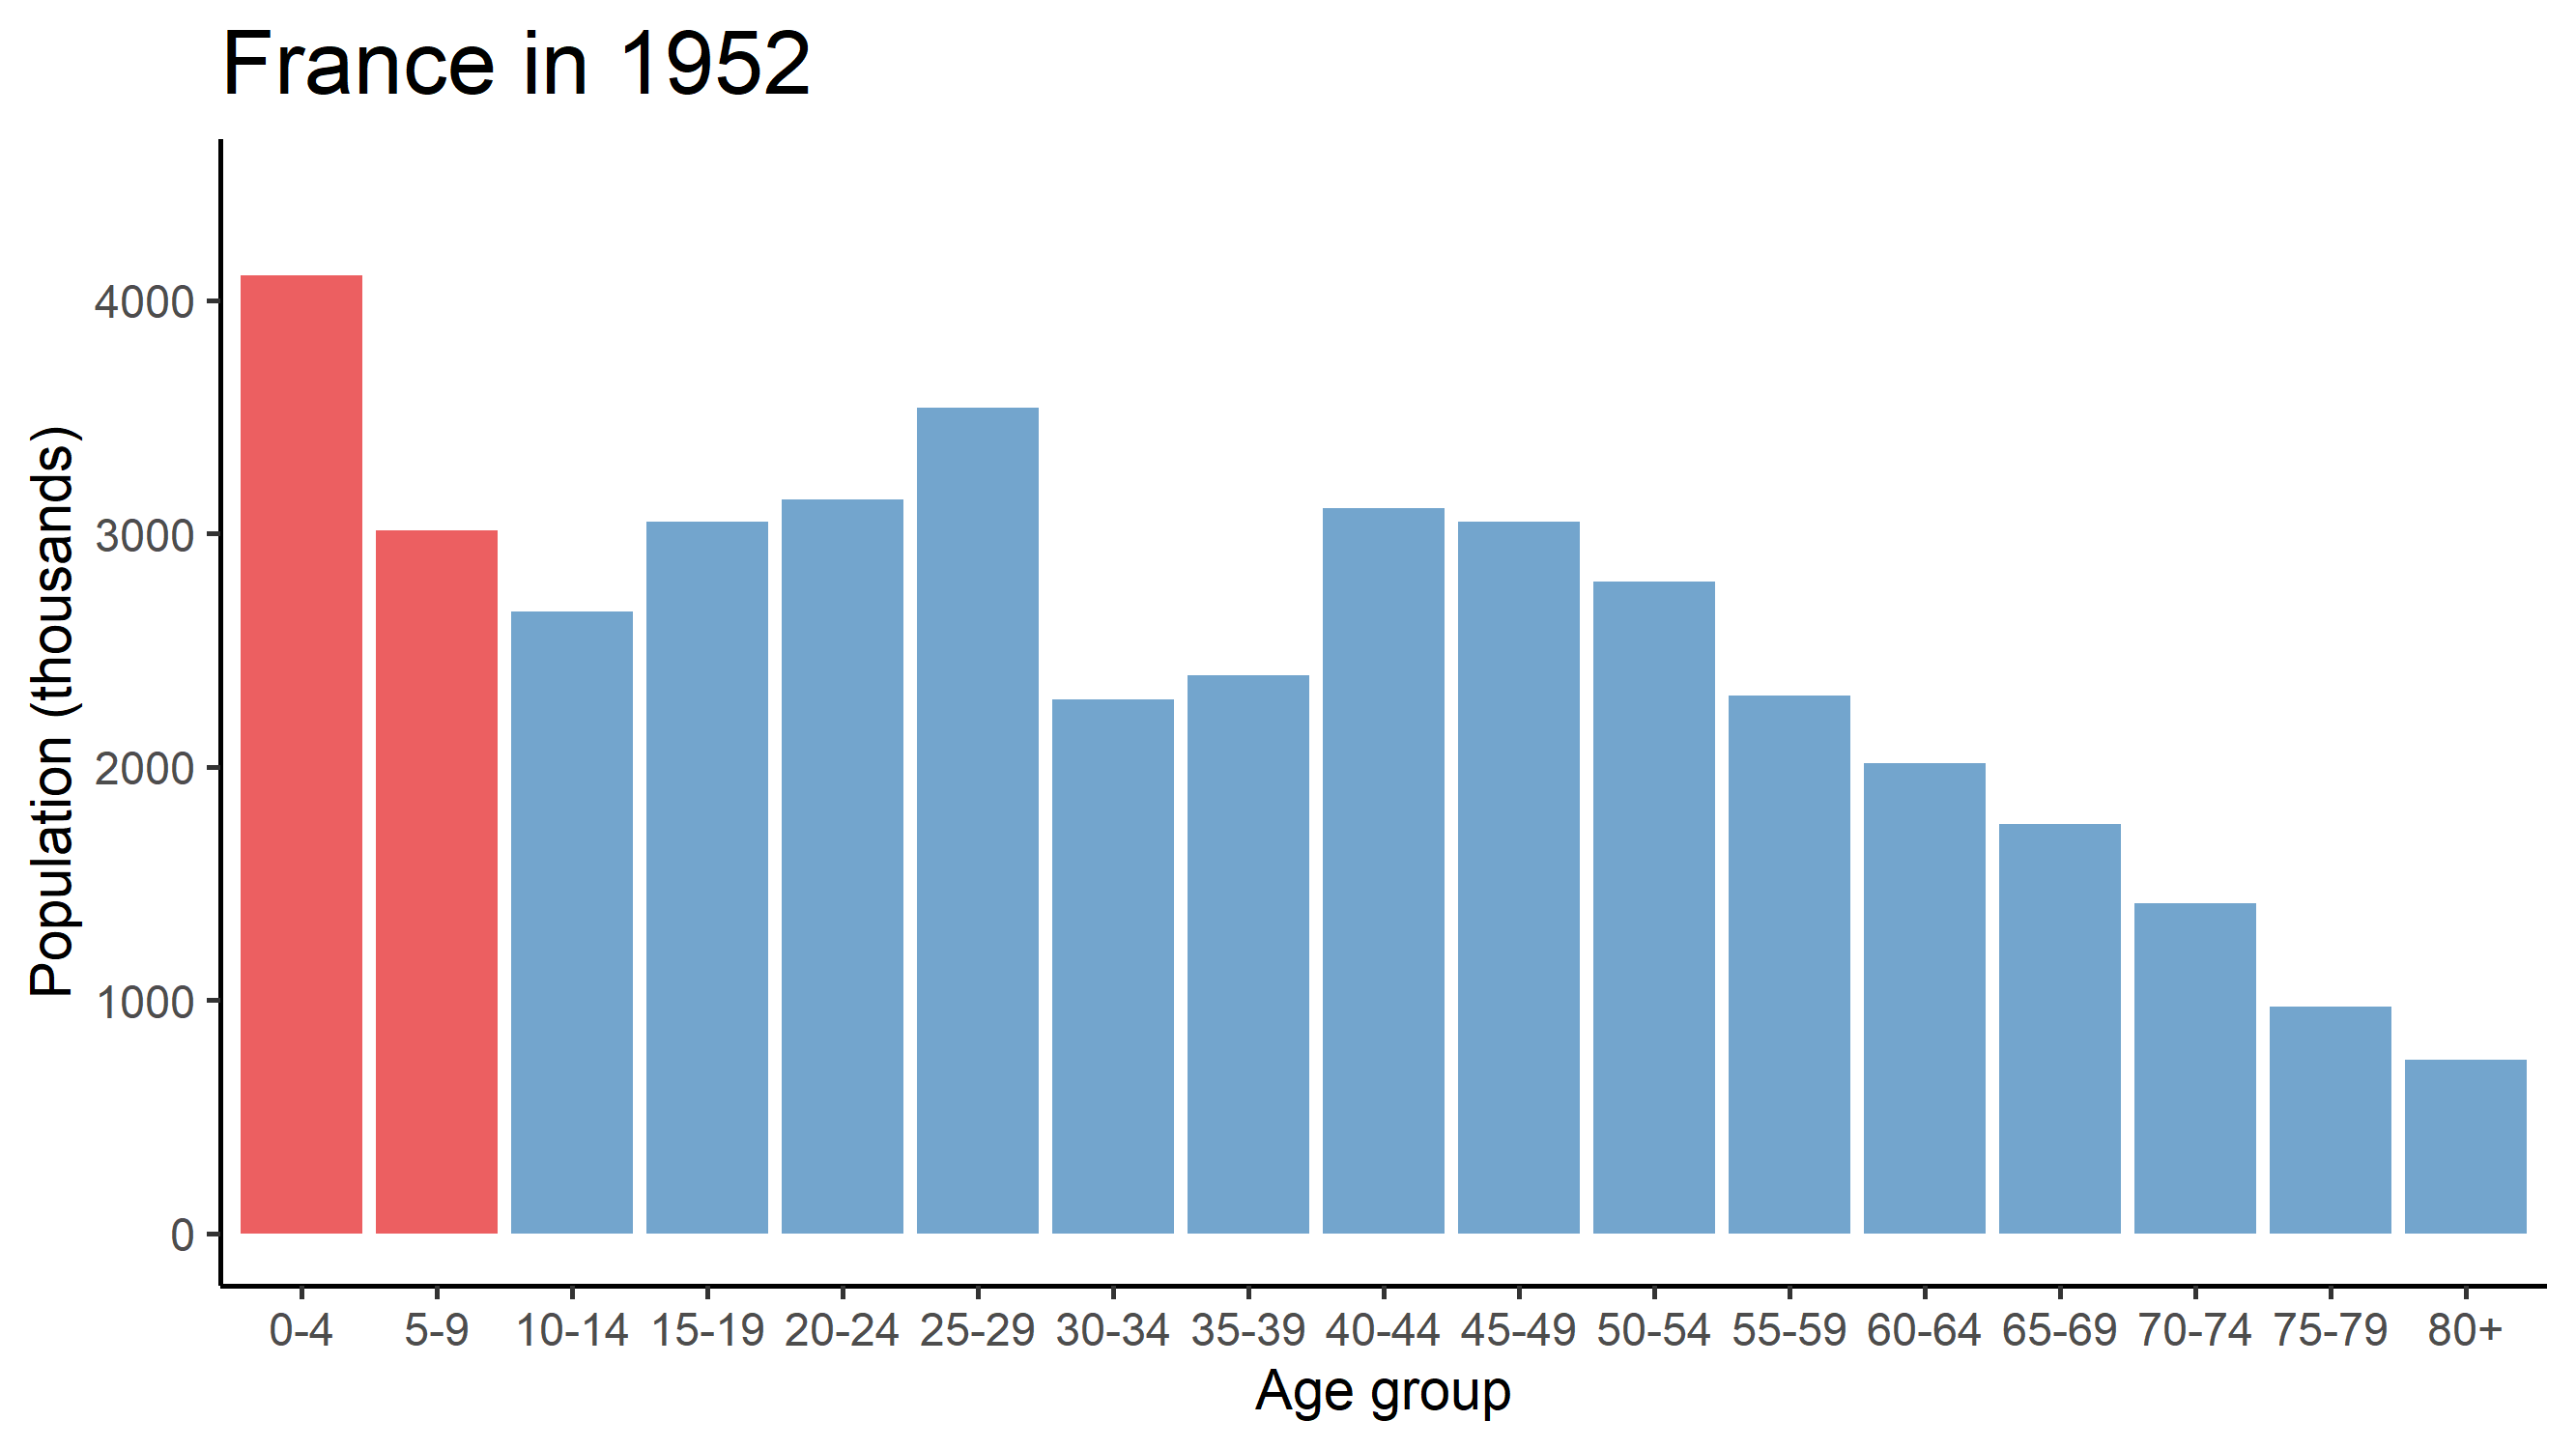 France in 1952
Population (thousands)
4000
3000
2000
1000
0
0-4 5-9 10-14 15-19 20-24 25-29 30-34 35-39 40-44 45-49 50-54 55-59 60-64 65-69 70-74 75-79 80+
Age group